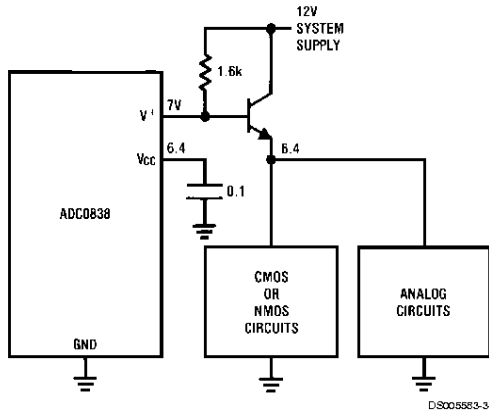 12V
SYSTEM
SUPPLY
1.6k
V+
7V
6.4
VCC
6.4
0.1
ADC0838
CMOS
OR
NMOS
CIRCUITS
ANALOG
CIRCUITS
GND
DS005583-3